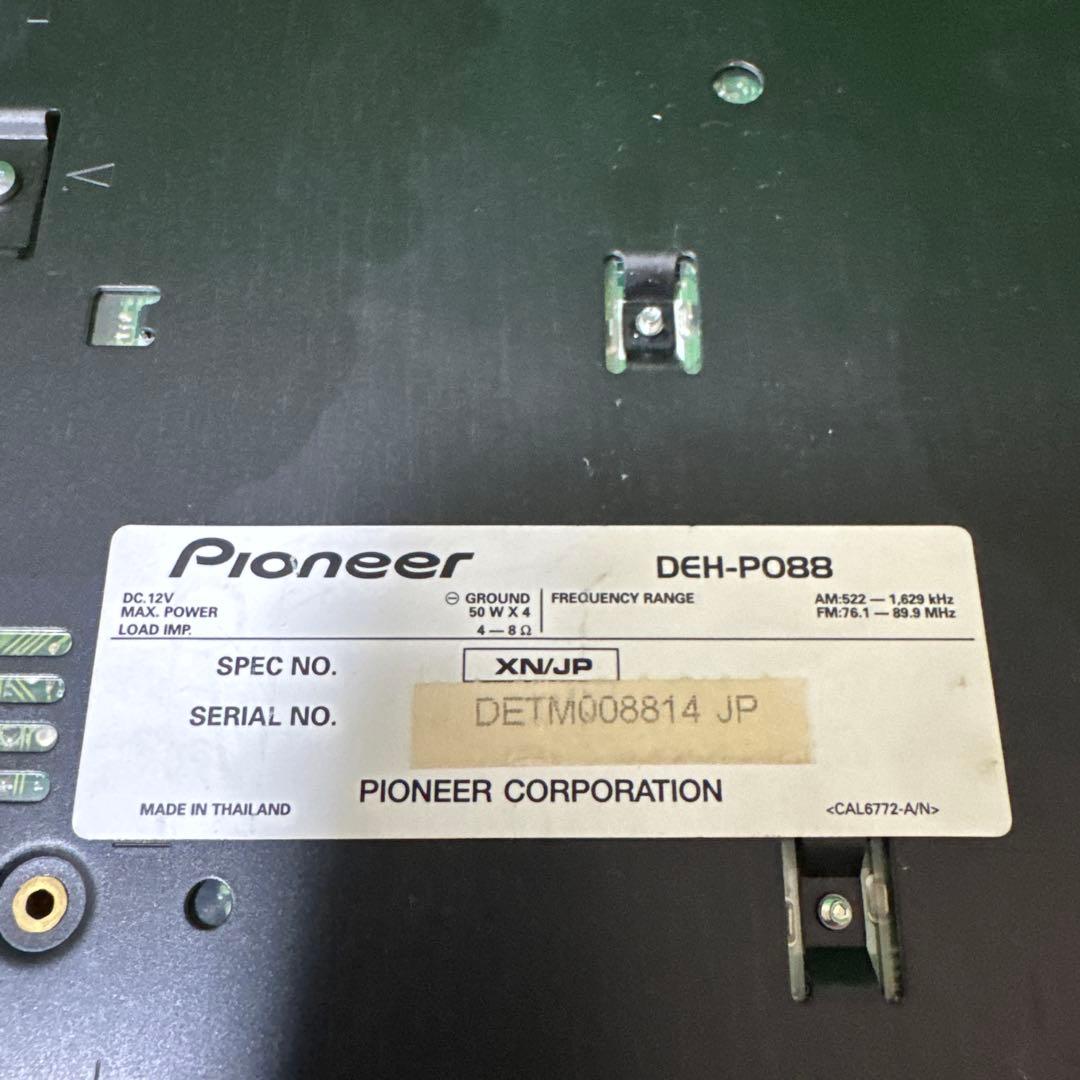 Pioneer DEH-P088
DC.12V ⊖ GROUND FREQUENCY RANGE AM:522 — 1,629 kHz
MAX. POWER 50 W X 4 FM:76.1 — 89.9 MHz
LOAD IMP. 4 — 8 Ω
SPEC NO. XN/JP
SERIAL NO. DETM008814 JP
PIONEER CORPORATION
MADE IN THAILAND <CAL6772-A/N>